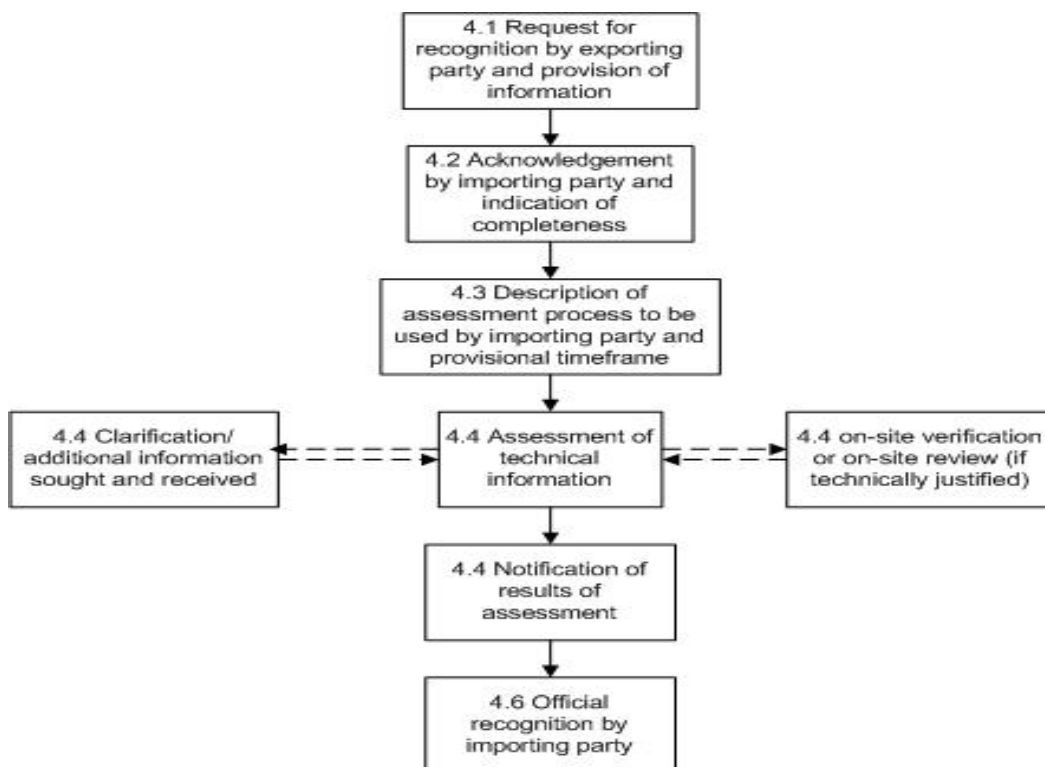 4.1 Request for
recognition by exporting
party and provision of
information
4.2 Acknowledgement
by importing party and
indication of
completeness
4.3 Description of
assessment process to be
used by importing party and
provisional timeframe
4.4 Clarification/
additional information
sought and received
4.4 Assessment of
technical
information
4.4 on-site verification
or on-site review (if
technically justified)
4.4 Notification of
results of
assessment
4.6 Official
recognition by
importing party